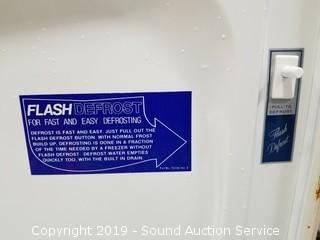 FLASH DEFROST
FOR FAST AND EASY DEFROSTING
DEFROST IS FAST AND EASY. JUST PULL OUT THE
FLASH DEFROST BUTTON. WITH NORMAL FROST
BUILD UP, DEFROSTING IS DONE IN A FRACTION
OF THE TIME NEEDED BY A FREEZER WITHOUT
FLASH DEFROST. DEFROST WATER EMPTIES
QUICKLY TOO, WITH THE BUILT IN DRAIN.
PULL TO
DEFROST
Flash
Defrost
Copyright 2019 - Sound Auction Service